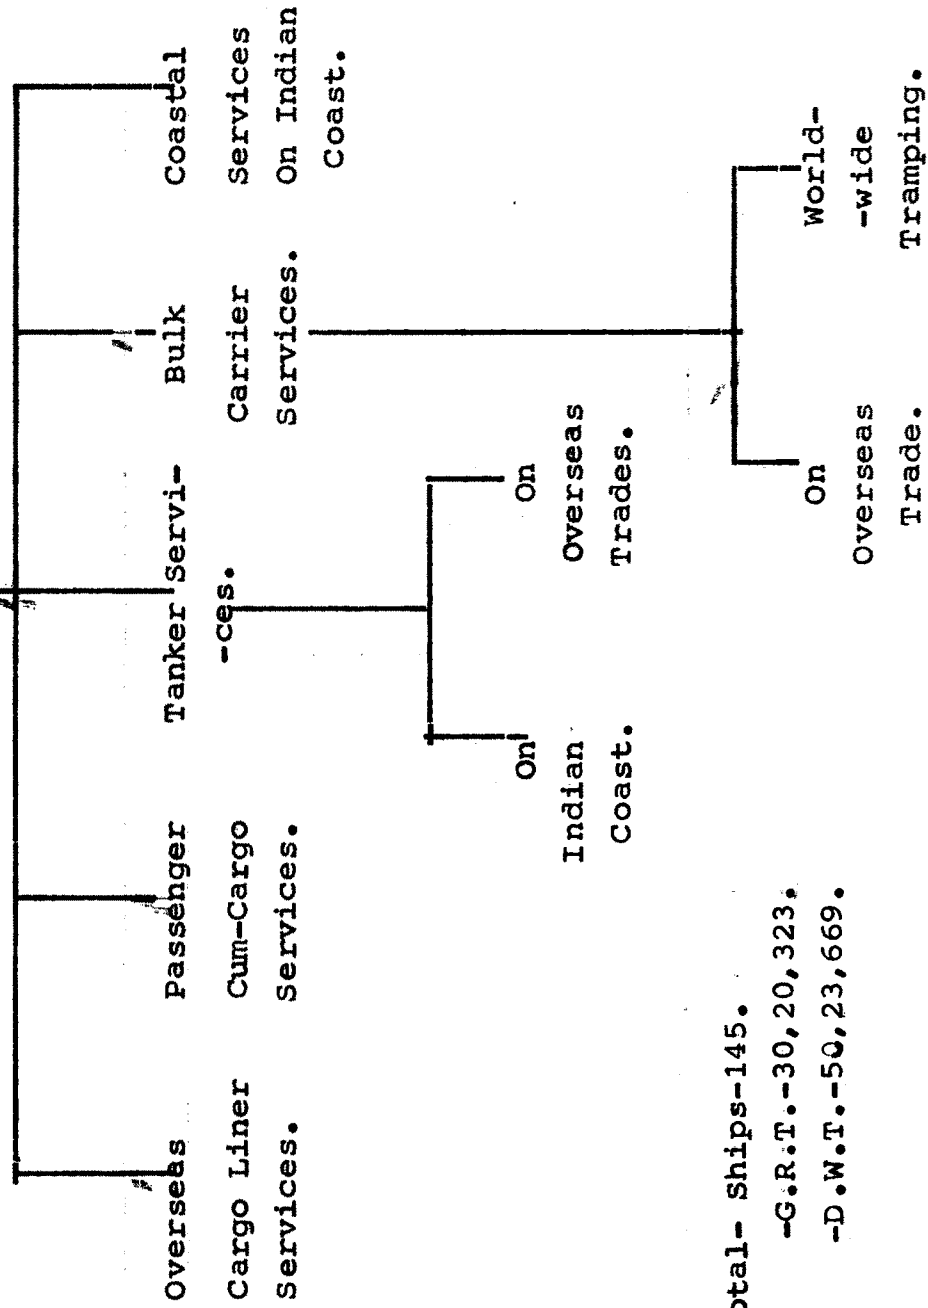 Overseas
Cargo Liner
Services.
Passenger
Cum-Cargo
Services.
Tanker Servi-
-ces.
Bulk
Carrier
Services.
Coastal
Services
On Indian
Coast.
On
Indian
Coast.
On
Overseas
Trades.
On
Overseas
Trade.
World-
-wide
Tramping.
otal- Ships-145.
-G.R.T.-30,20,323.
-D.W.T.-50,23,669.